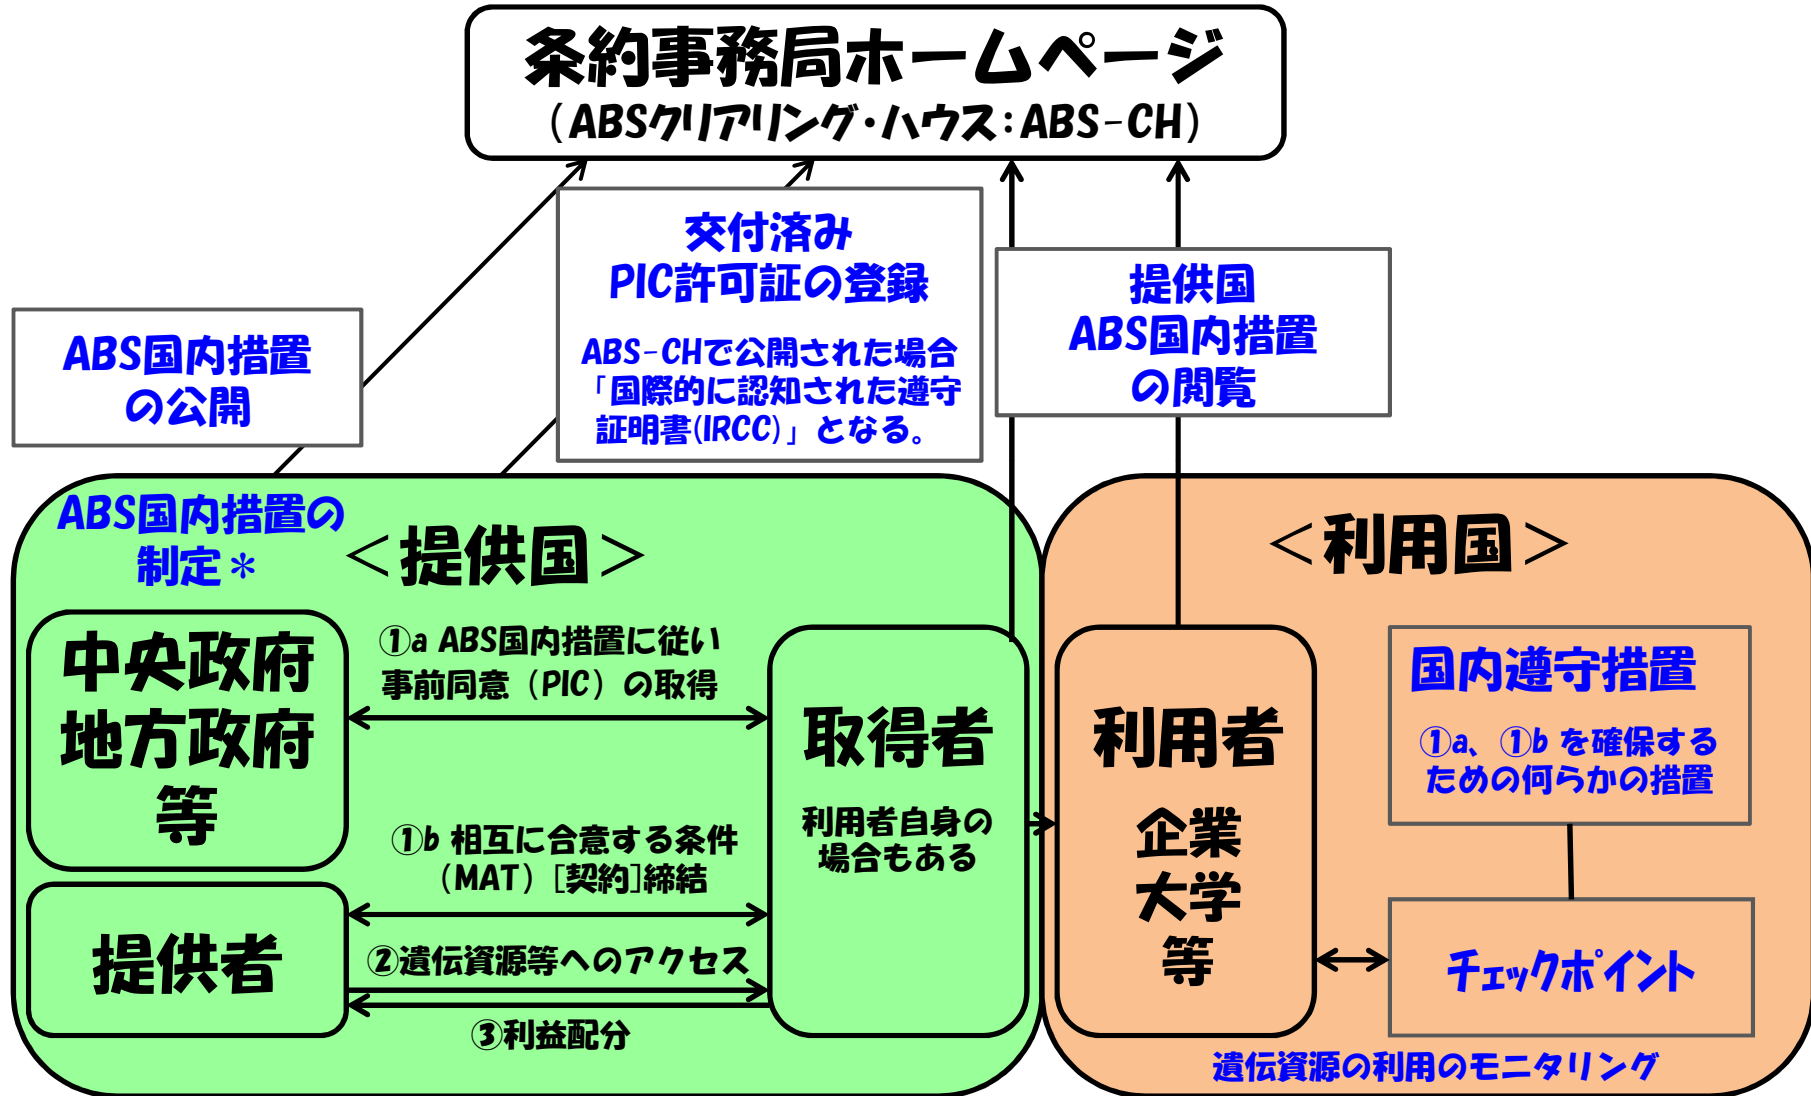 条約事務局ホームページ
（ABSクリアリング・ハウス：ABS-CH）
交付済み
PIC許可証の登録
ABS-CHで公開された場合
「国際的に認知された遵守
証明書(IRCC)」となる。
提供国
ABS国内措置
の閲覧
ABS国内措置
の公開
ABS国内措置の
制定＊
＜提供国＞
＜利用国＞
中央政府
地方政府
等
①a ABS国内措置に従い
事前同意（PIC）の取得
①b 相互に合意する条件
（MAT）［契約］締結
提供者
②遺伝資源等へのアクセス
③利益配分
取得者
利用者自身の
場合もある
利用者
企業
大学
等
国内遵守措置
①a、①b を確保する
ための何らかの措置
チェックポイント
遺伝資源の利用のモニタリング